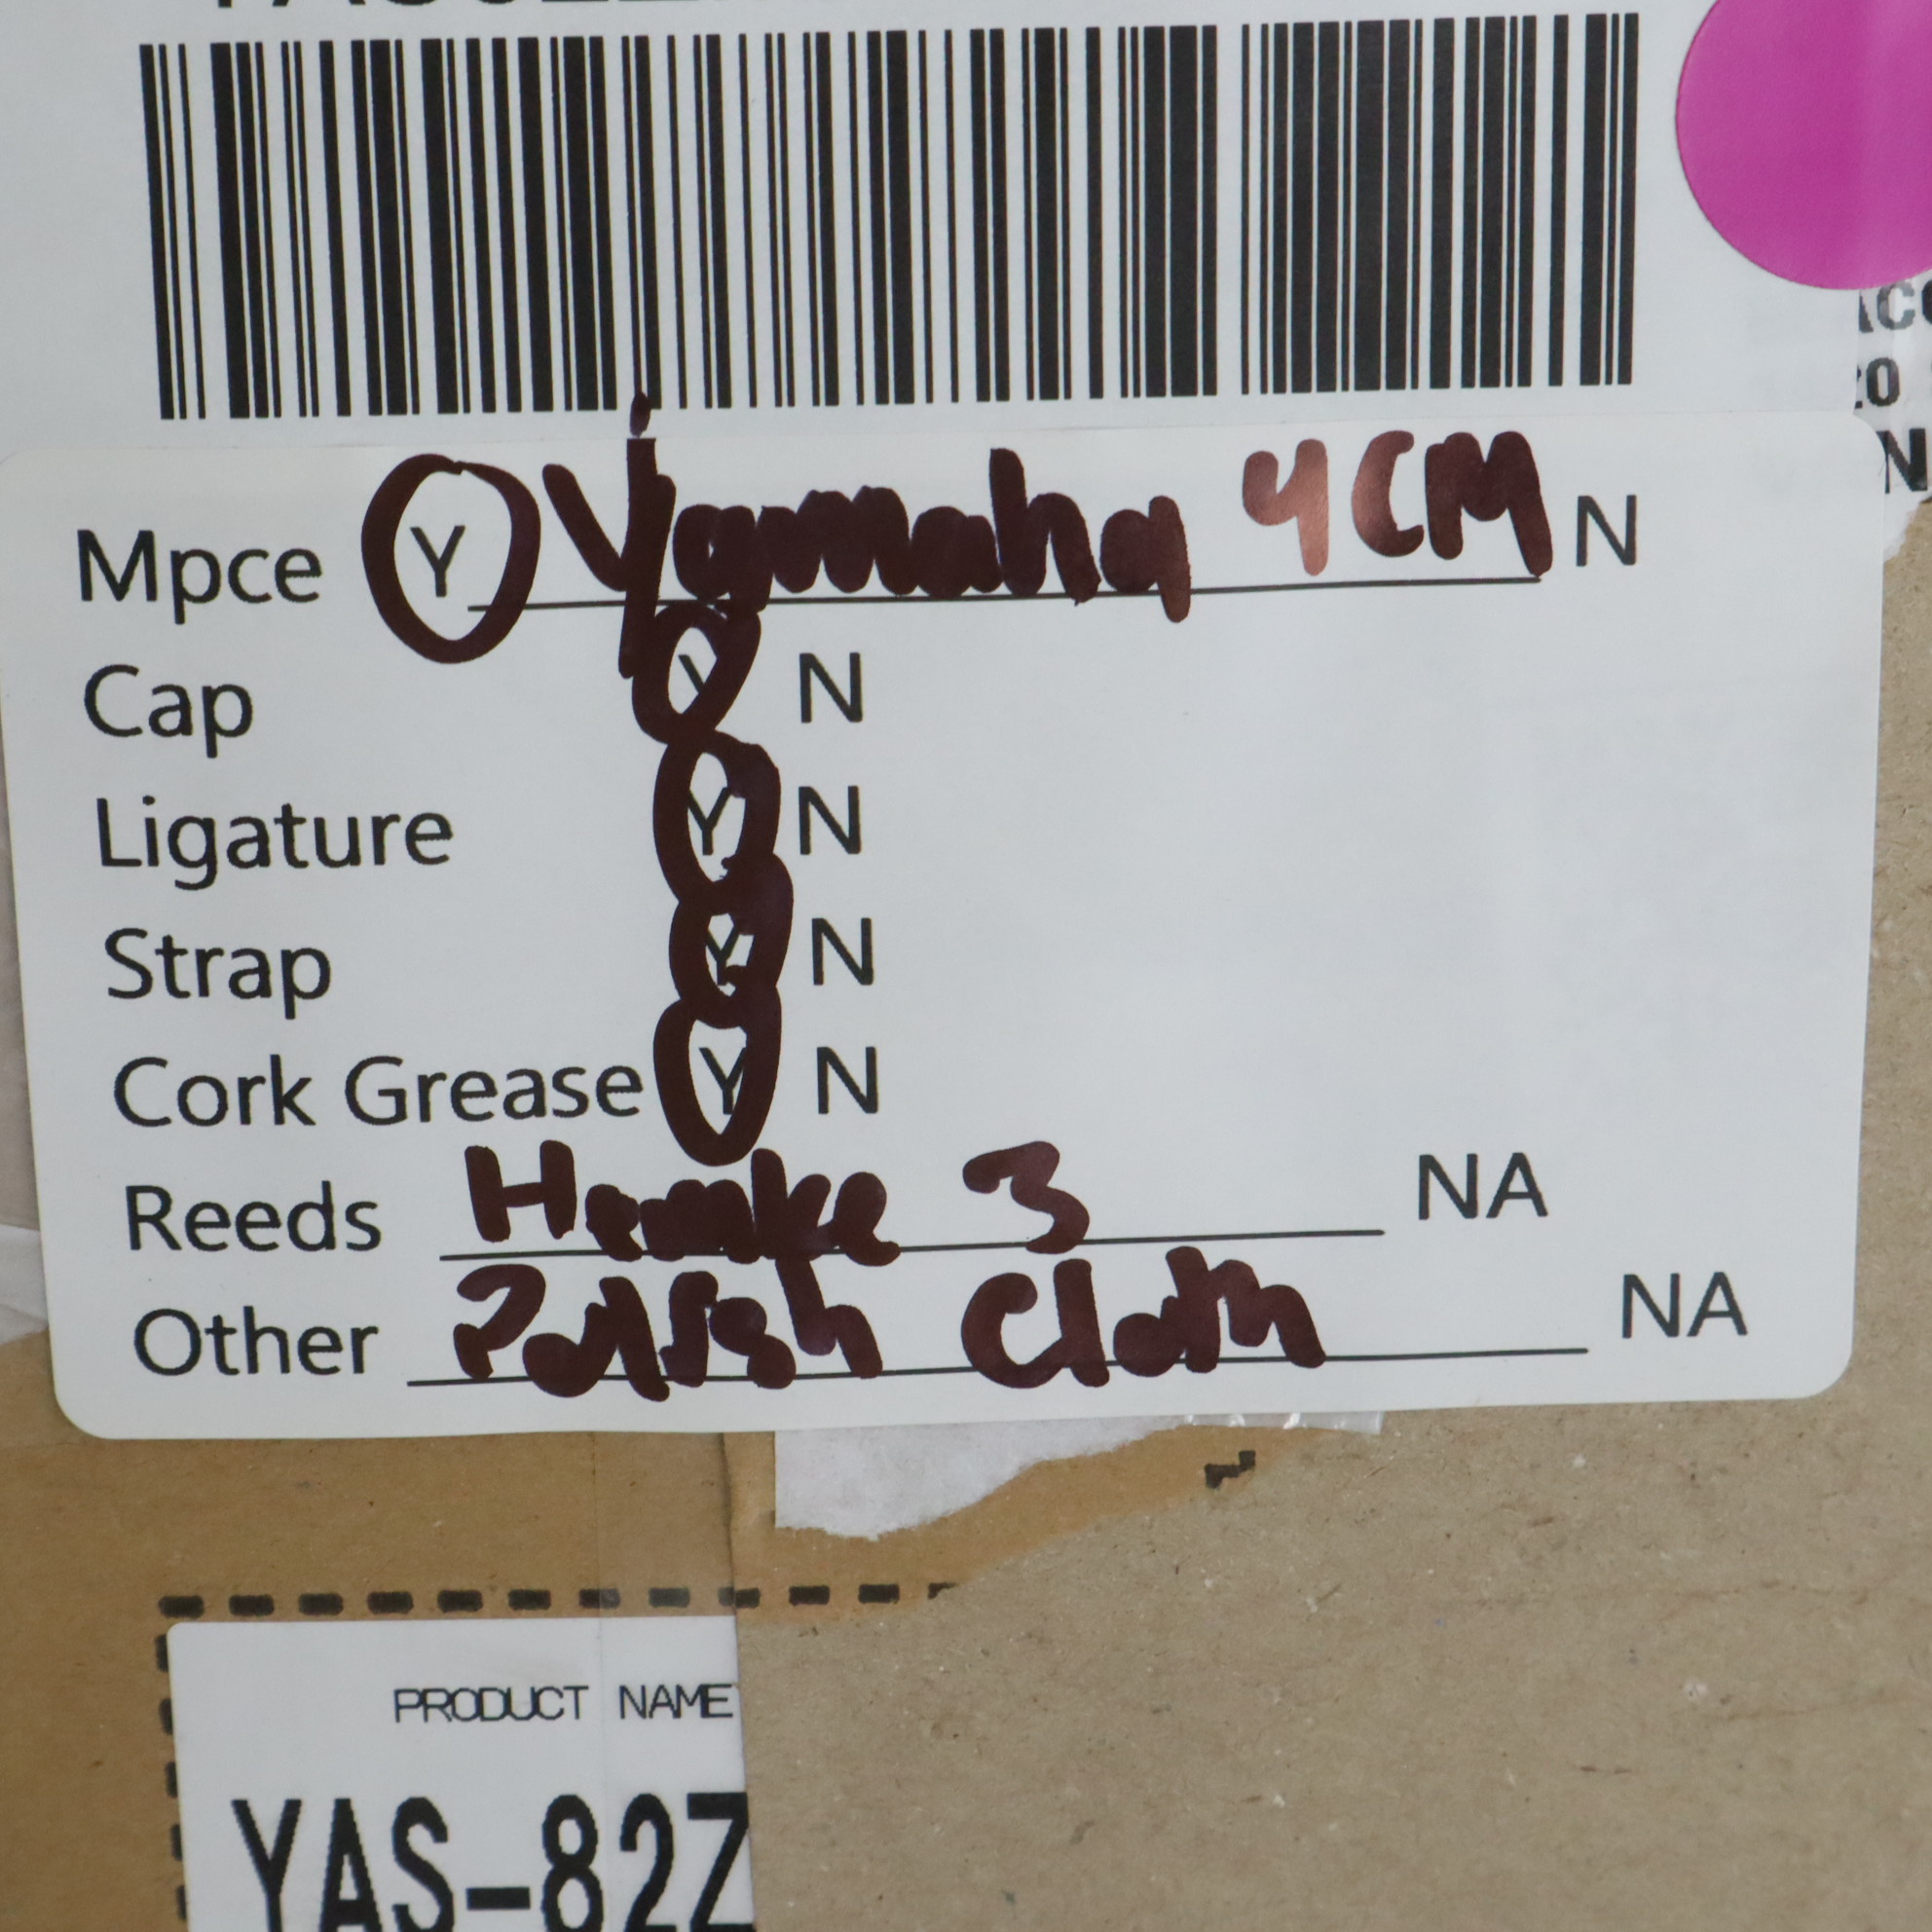 Mpce Y Yamaha 4CM N
Cap Y N
Ligature Y N
Strap Y N
Cork Grease Y N
Reeds Hemke 3 NA
Other Polish Cloth NA
PRODUCT NAME
YAS-82Z